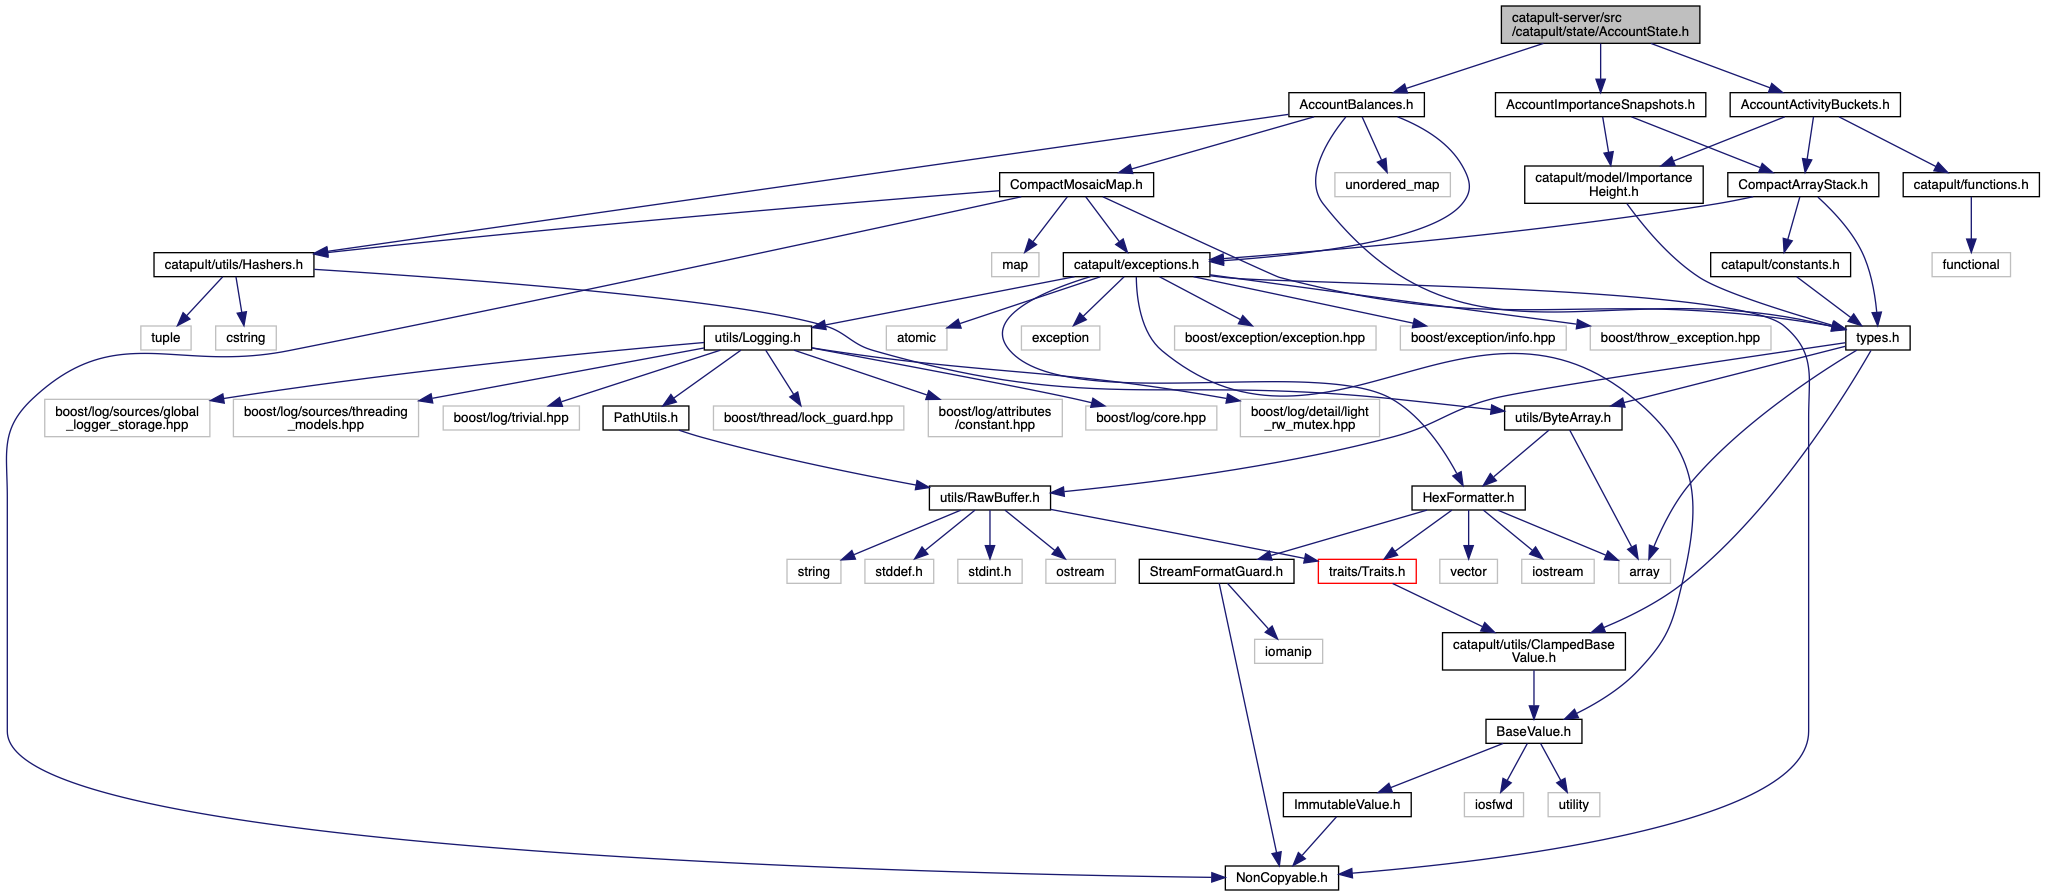 catapult-server/src
/catapult/state/AccountState.h
AccountBalances.h
AccountImportanceSnapshots.h
AccountActivityBuckets.h
CompactMosaicMap.h
unordered_map
catapult/model/Importance
Height.h
CompactArrayStack.h
catapult/functions.h
catapult/utils/Hashers.h
map
catapult/exceptions.h
catapult/constants.h
functional
tuple
cstring
utils/Logging.h
atomic
exception
boost/exception/exception.hpp
boost/exception/info.hpp
boost/throw_exception.hpp
types.h
boost/log/sources/global
_logger_storage.hpp
boost/log/sources/threading
_models.hpp
boost/log/trivial.hpp
PathUtils.h
boost/thread/lock_guard.hpp
boost/log/attributes
/constant.hpp
boost/log/core.hpp
boost/log/detail/light
_rw_mutex.hpp
utils/ByteArray.h
utils/RawBuffer.h
HexFormatter.h
string
stddef.h
stdint.h
ostream
StreamFormatGuard.h
traits/Traits.h
vector
iostream
array
iomanip
catapult/utils/ClampedBase
Value.h
BaseValue.h
ImmutableValue.h
iosfwd
utility
NonCopyable.h